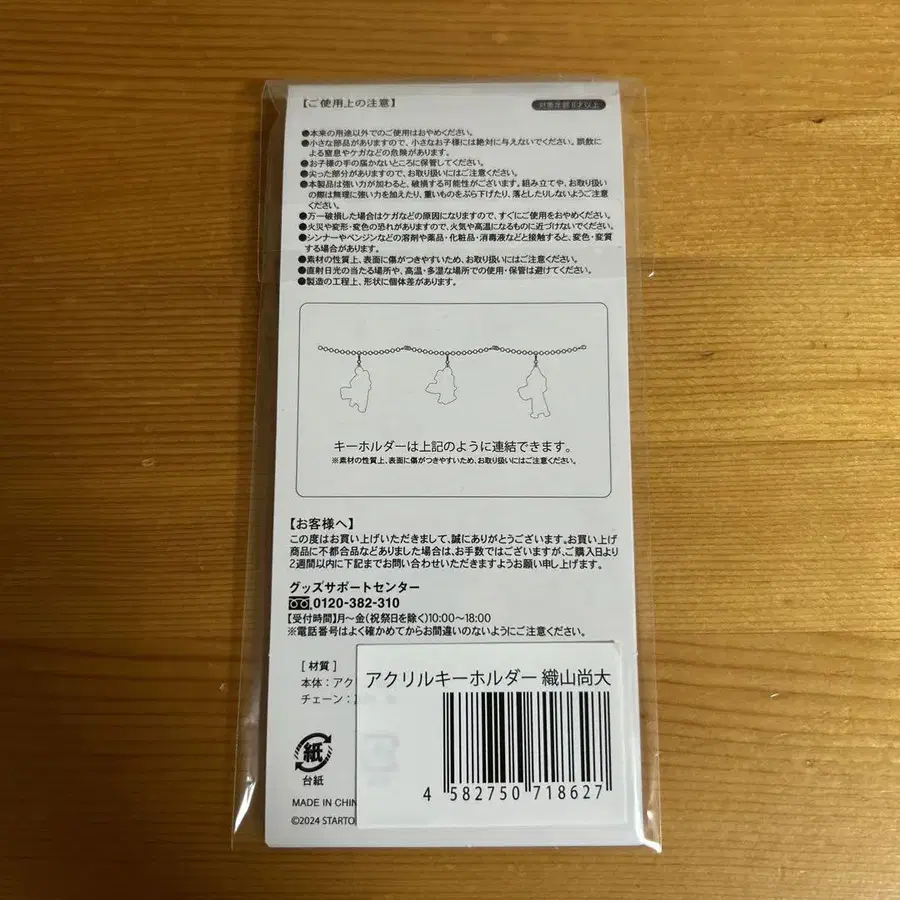 【ご使用上の注意】
対象年齢6才以上
●本来の用途以外でのご使用はおやめください。
●小さな部品がありますので、小さなお子様には絶対に与えないでください。誤飲に
よる窒息やケガなどの危険があります。
●お子様の手の届かないところに保管してください。
●尖った部分がありますので、お取り扱いにはご注意ください。
●本製品は強い力が加わると、破損する可能性がございます。組み立てや、お取り扱い
の際は無理に強い力を加えたり、重いものをぶら下げたり、落としたりしないようご注意
ください。
●万一破損した場合はケガなどの原因になりますので、すぐにご使用をおやめください。
●火災や変形・変色の恐れがありますので、火気や高温になるものに近づけないでください。
●シンナーやベンジンなどの溶剤や薬品・化粧品・消毒液などと接触すると、変色・変質
する場合があります。
●素材の性質上、表面に傷がつきやすいため、お取り扱いにはご注意ください。
●直射日光の当たる場所や、高温・多湿な場所での使用・保管は避けてください。
●製造の工程上、形状に個体差があります。
キーホルダーは上記のように連結できます。
※素材の性質上、表面に傷がつきやすいため、お取り扱いにはご注意ください。
【お客様へ】
この度はお買い上げいただきまして、誠にありがとうございます。お買い上げ
商品に不都合品などありました場合は、お手数ではございますが、ご購入日より
2週間以内に下記までお問い合わせいただきますようお願い申し上げます。
グッズサポートセンター
0120-382-310
【受付時間】月～金(祝祭日を除く)10:00～18:00
※電話番号はよく確かめてからお間違いのないようにご注意ください。
[ 材質 ]
本体：アク
チェーン：
アクリルキーホルダー 織山尚大
4 582750 718627
紙
台紙
MADE IN CHIN
©2024 STARTO